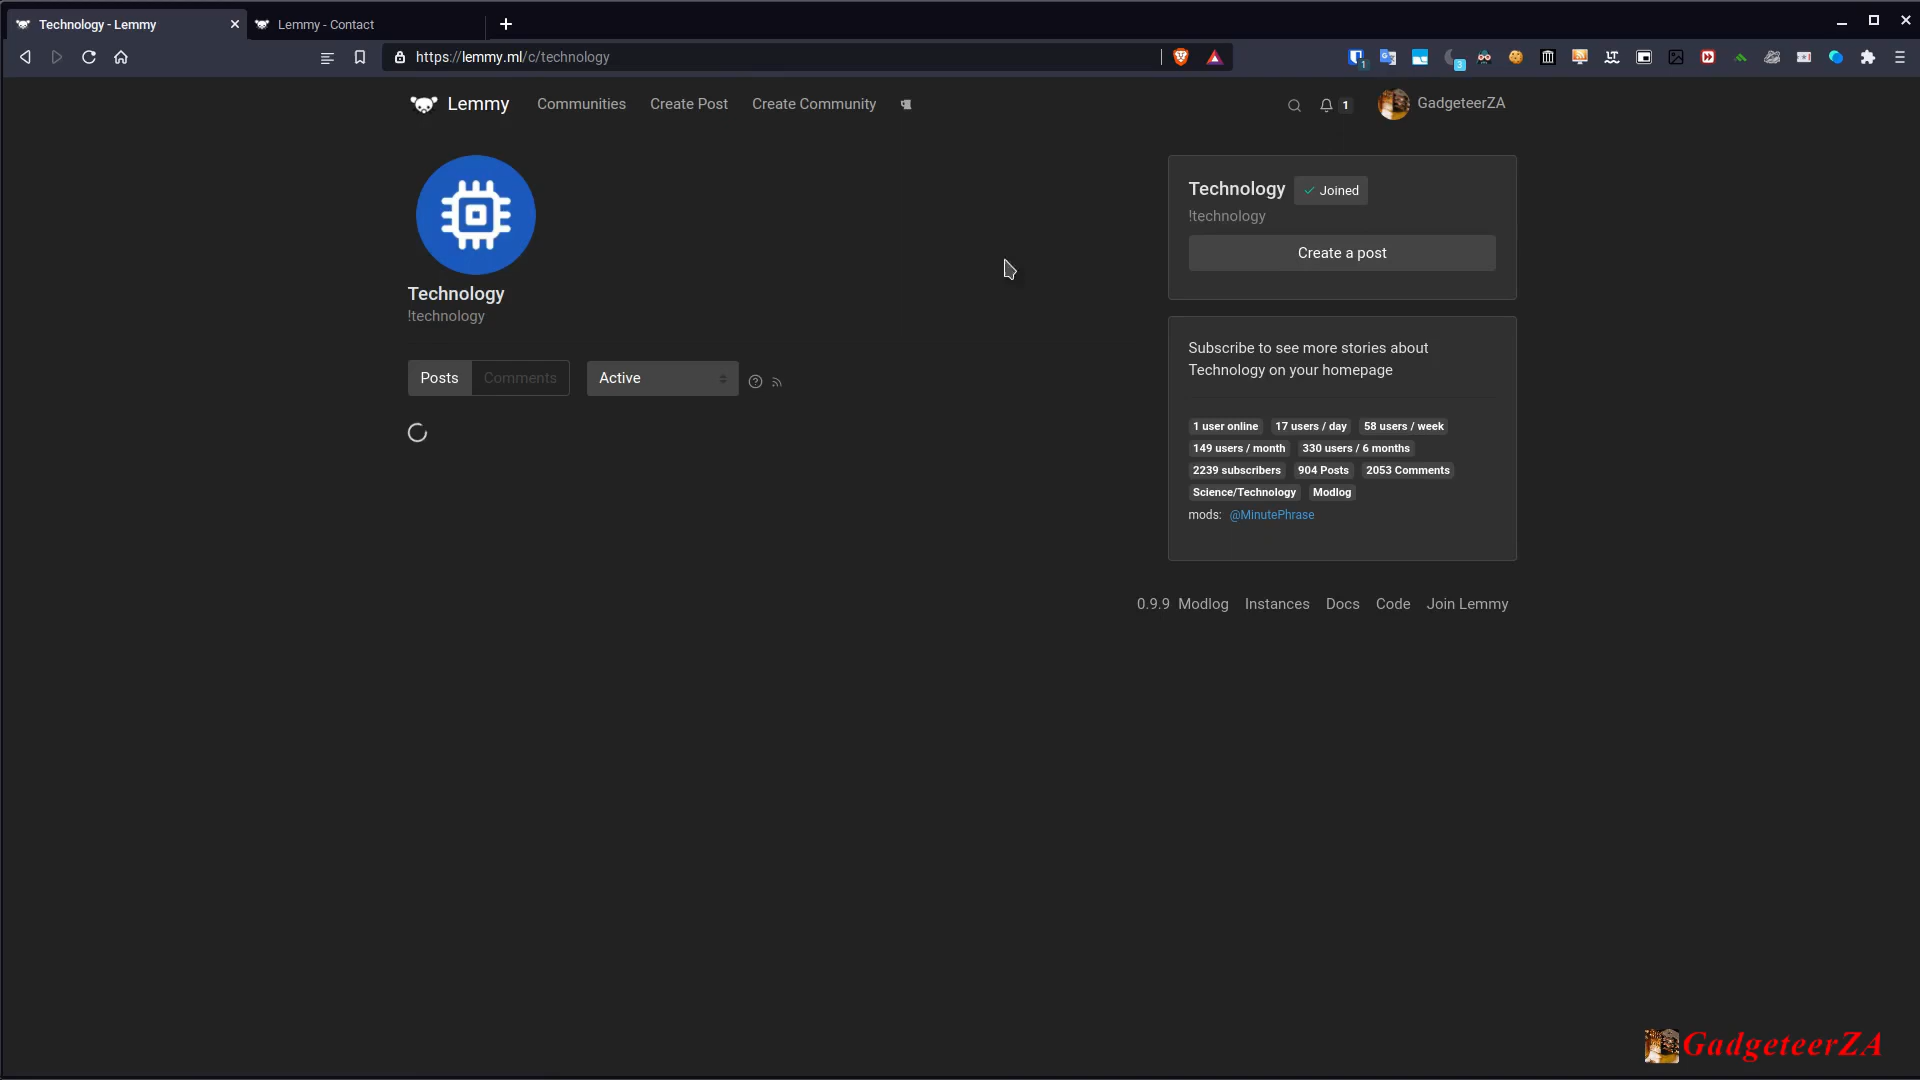 Technology - Lemmy
Lemmy - Contact
https://lemmy.ml/c/technology
1
3
Lemmy Communities Create Post Create Community
1 GadgeteerZA
Technology
!technology
Posts Comments Active
Technology Joined
!technology
Create a post
Subscribe to see more stories about
Technology on your homepage
1 user online 17 users / day 58 users / week
149 users / month 330 users / 6 months
2239 subscribers 904 Posts 2053 Comments
Science/Technology Modlog
mods: @MinutePhrase
0.9.9 Modlog Instances Docs Code Join Lemmy
GadgeteerZA